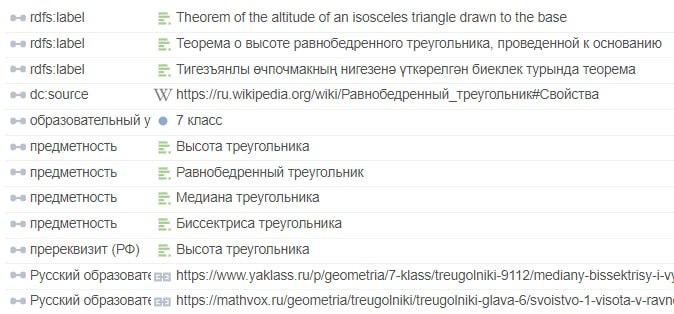 rdfs:label Theorem of the altitude of an isosceles triangle drawn to the base
rdfs:label Теорема о высоте равнобедренного треугольника, проведенной к основанию
rdfs:label Тигезъянлы өчпочмакның нигезенә үткәрелгән биеклек турында теорема
dc:source W https://ru.wikipedia.org/wiki/Равнобедренный_треугольник#Свойства
образовательный у 7 класс
предметность Высота треугольника
предметность Равнобедренный треугольник
предметность Медиана треугольника
предметность Биссектриса треугольника
пререквизит (РФ) Высота треугольника
Русский образовате https://www.yaklass.ru/p/geometria/7-klass/treugolniki-9112/mediany-bissektrisy-i-vy
Русский образовате https://mathvox.ru/geometria/treugolniki/treugolniki-glava-6/svoistvo-1-visota-v-ravno